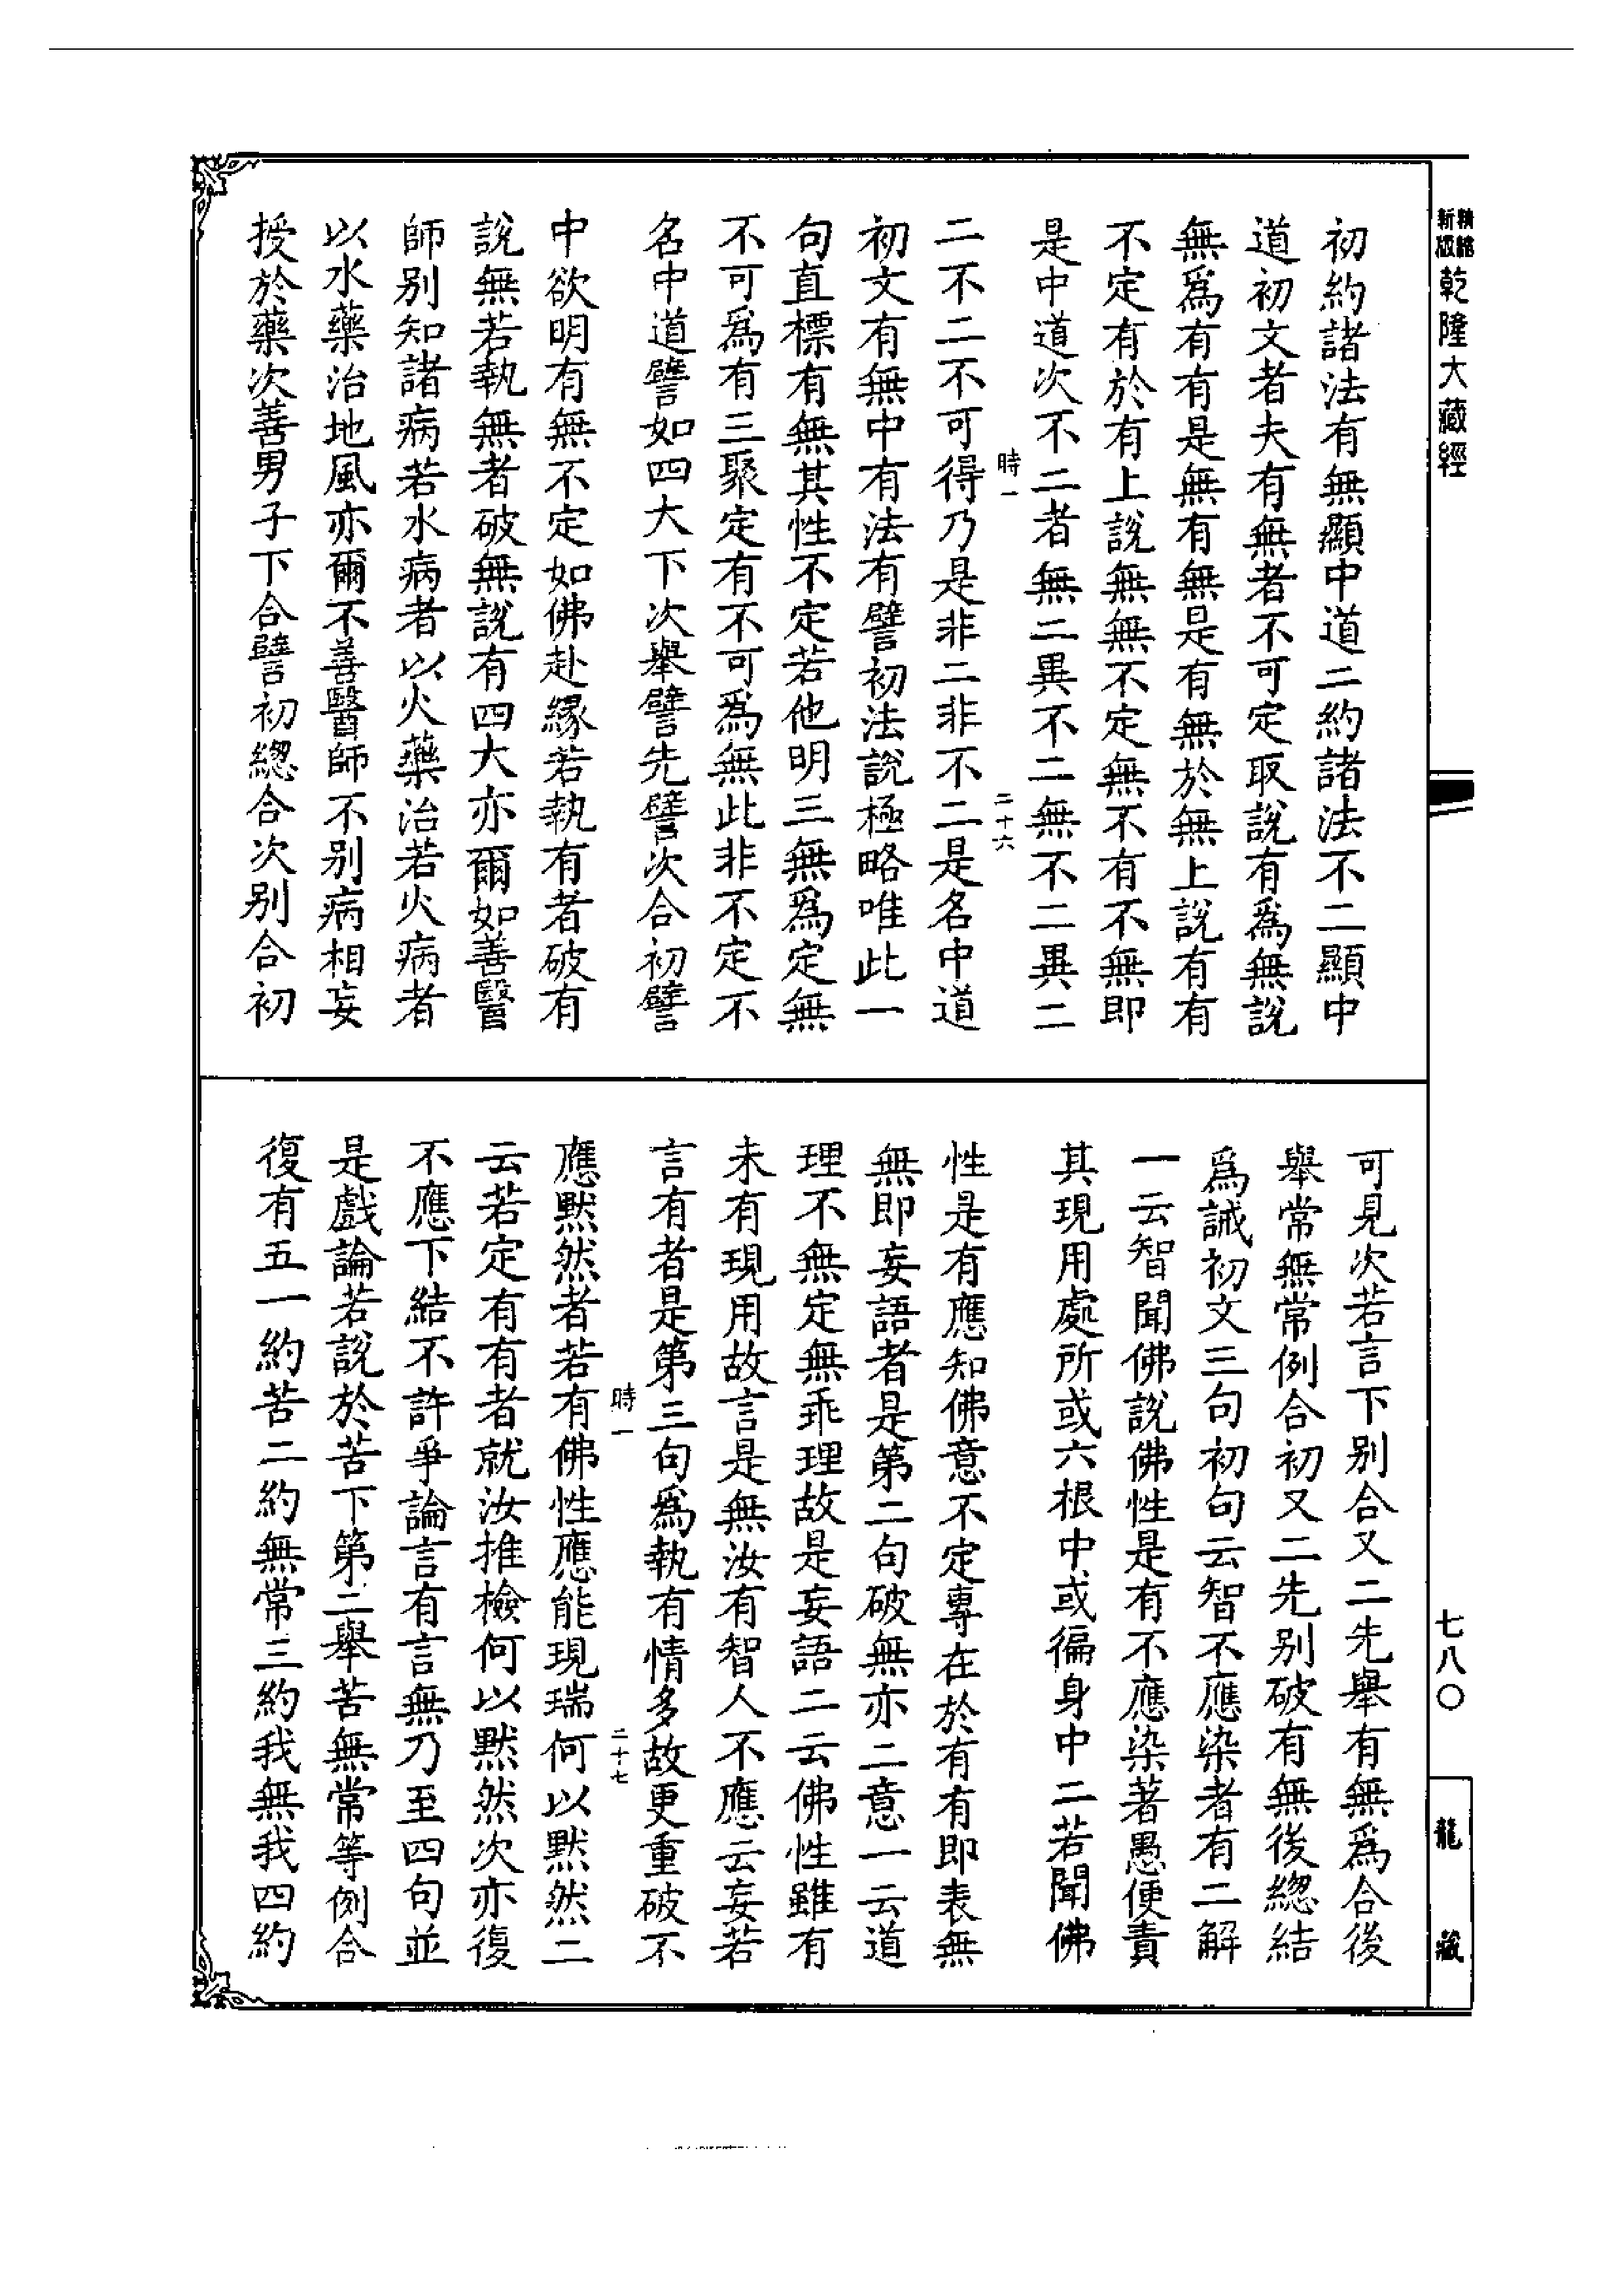 精縮新版乾隆大藏經
初約諸法有無顯中道二約諸法不二顯中
道初文者夫有無者不可定取說有爲無說
無爲有有是無有無是有無於無上說有有
不定有於有上說無無不定無不有不無即
是中道次不二者無二異不二無不二異二
二不二不可得乃是非二非不二是名中道
時一 二十六
初文有無中有法有譬初法說極略唯此一
句直標有無其性不定若他明三無爲定無
不可爲有三聚定有不可爲無此非不定不
名中道譬如四大下次舉譬先譬次合初譬
中欲明有無不定如佛赴緣若執有者破有
說無若執無者破無說有四大亦爾如善醫
師別知諸病若水病者以火藥治若火病者
以水藥治地風亦爾不善醫師不別病相妄
授於藥次善男子下合譬初總合次別合初
可見次若言下別合又二先舉有無爲合後
舉常無常例合初又二先別破有無後總結
爲誡初文三句初句云智不應染者有二解
一云智聞佛說佛性是有不應染著愚便責
其現用處所或六根中或徧身中二若聞佛
性是有應知佛意不定專在於有有即表無
無即妄語者是第二句破無亦二意一云道
理不無定無乖理故是妄語二云佛性雖有
未有現用故言是無汝有智人不應云妄若
言有者是第三句爲執有情多故更重破不
時一 二十七
應默然者若有佛性應能現瑞何以默然二
云若定有有者就汝推檢何以默然次亦復
不應下結不許爭論言有言無乃至四句並
是戲論若說於苦下第二舉苦無常等例合
復有五一約苦二約無常三約我無我四約
七八〇
龍藏